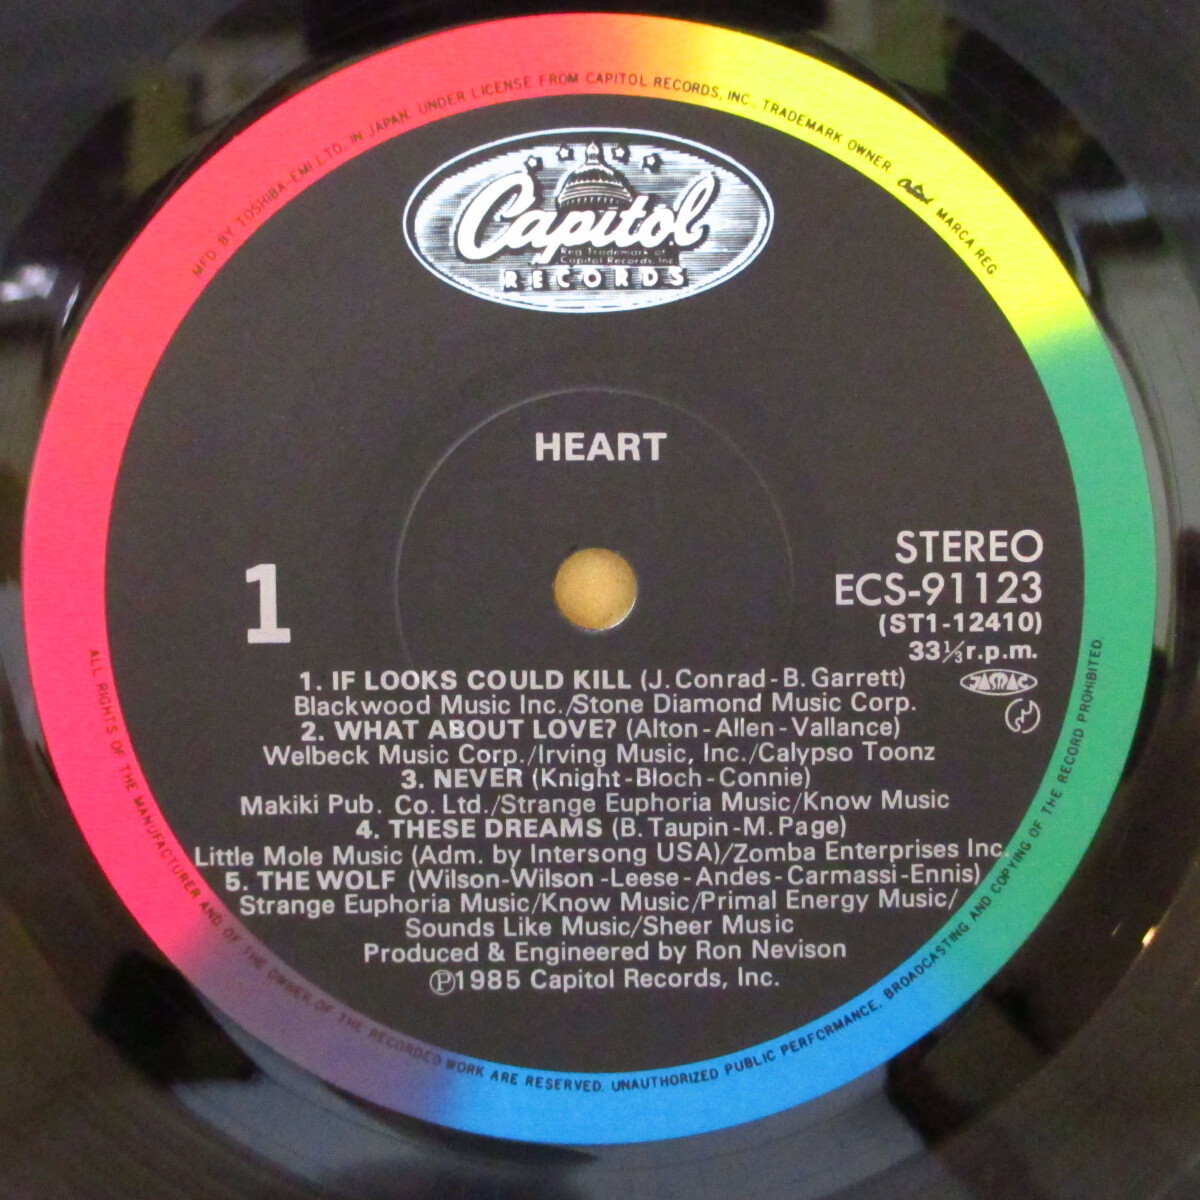 MFD BY TOSHIBA-EMI LTD. IN JAPAN. UNDER LICENSE FROM CAPITOL RECORDS, INC., TRADEMARK OWNER Capitol MARCA REG
Capitol
Reg Trademark of
Capitol Records, Inc
RECORDS
HEART
1
STEREO
ECS-91123
(ST1-12410)
33⅓r.p.m.
JASRAC
1. IF LOOKS COULD KILL (J. Conrad-B. Garrett)
Blackwood Music Inc./Stone Diamond Music Corp.
2. WHAT ABOUT LOVE? (Alton-Allen-Vallance)
Welbeck Music Corp./Irving Music, Inc./Calypso Toonz
3. NEVER (Knight-Bloch-Connie)
Makiki Pub. Co. Ltd./Strange Euphoria Music/Know Music
4. THESE DREAMS (B. Taupin-M. Page)
Little Mole Music (Adm. by Intersong USA)/Zomba Enterprises Inc.
5. THE WOLF (Wilson-Wilson-Leese-Andes-Carmassi-Ennis)
Strange Euphoria Music/Know Music/Primal Energy Music/
Sounds Like Music/Sheer Music
Produced & Engineered by Ron Nevison
℗1985 Capitol Records, Inc.
ALL RIGHTS OF THE MANUFACTURER AND OF THE OWNER OF THE RECORDED WORK ARE RESERVED. UNAUTHORIZED PUBLIC PERFORMANCE, BROADCASTING AND COPYING OF THE RECORD PROHIBITED.